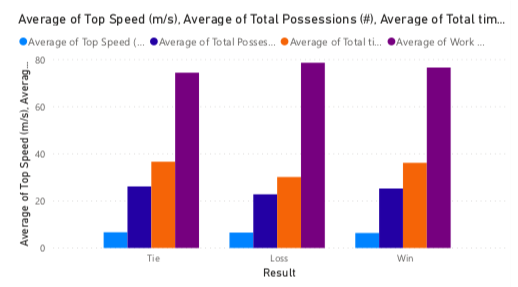 Average of Top Speed (m/s), Average of Total Possessions (#), Average of Total tim...
Average of Top Speed (... Average of Total Posses... Average of Total ti... Average of Work ...
Average of Top Speed (m/s), Averag...
80
60
40
20
0
Tie Loss Win
Result